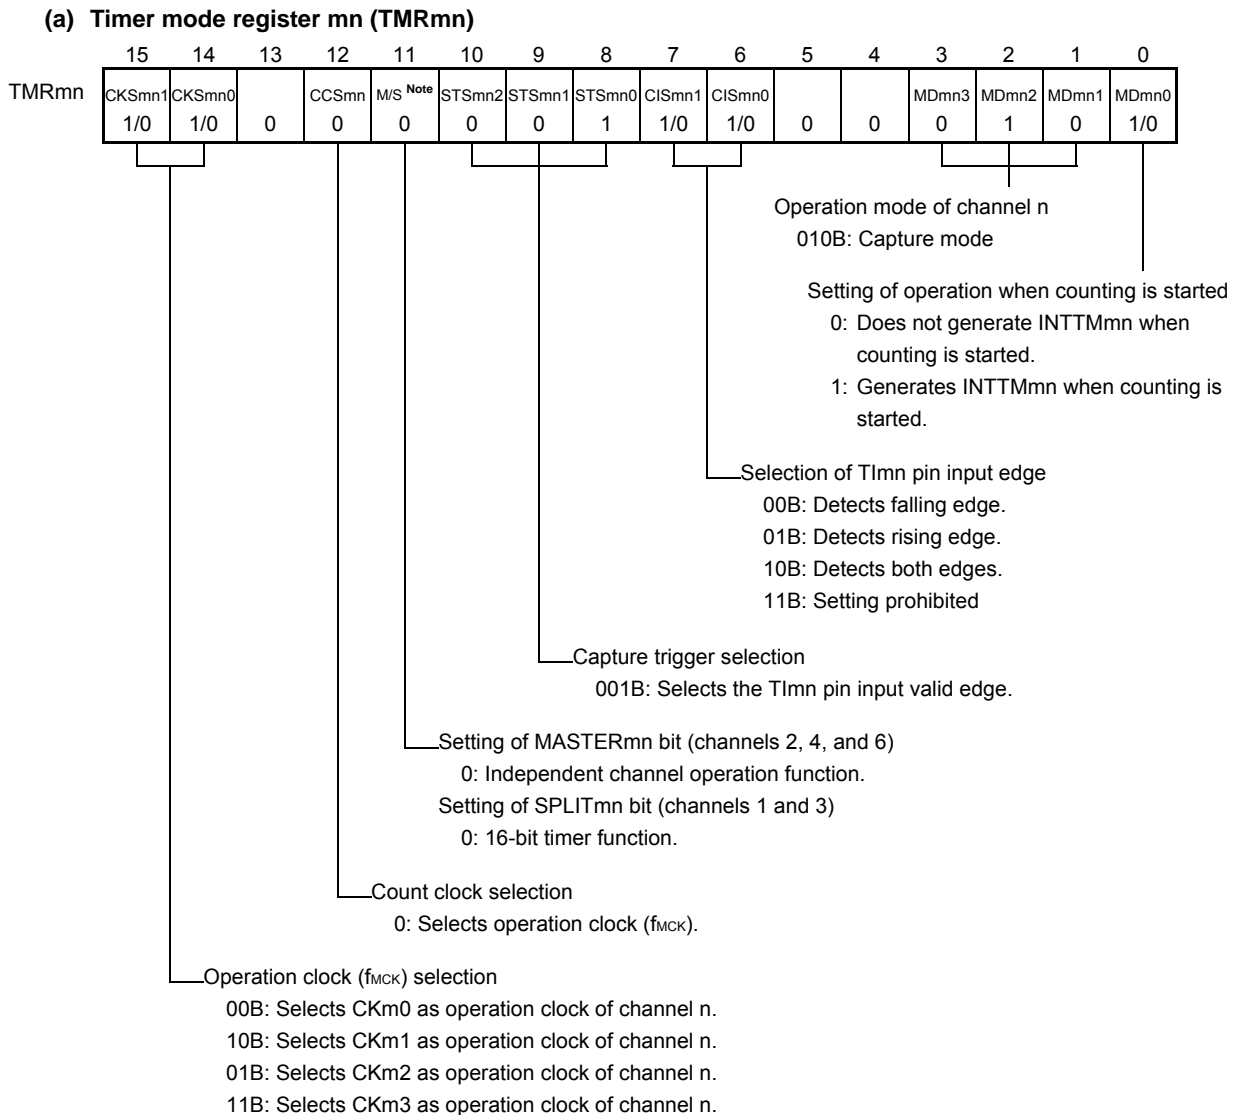 (a) Timer mode register mn (TMRmn)
15 14 13 12 11 10 9 8 7 6 5 4 3 2 1 0
TMRmn CKSmn1 CKSmn0 CCSmn M/S Note STSmn2 STSmn1 STSmn0 CISmn1 CISmn0 MDmn3 MDmn2 MDmn1 MDmn0
1/0 1/0 0 0 0 0 0 1 1/0 1/0 0 0 0 1 0 1/0
Operation mode of channel n
010B: Capture mode
Setting of operation when counting is started
0: Does not generate INTTMmn when
counting is started.
1: Generates INTTMmn when counting is
started.
Selection of TImn pin input edge
00B: Detects falling edge.
01B: Detects rising edge.
10B: Detects both edges.
11B: Setting prohibited
Capture trigger selection
001B: Selects the TImn pin input valid edge.
Setting of MASTERmn bit (channels 2, 4, and 6)
0: Independent channel operation function.
Setting of SPLITmn bit (channels 1 and 3)
0: 16-bit timer function.
Count clock selection
0: Selects operation clock (fMCK).
Operation clock (fMCK) selection
00B: Selects CKm0 as operation clock of channel n.
10B: Selects CKm1 as operation clock of channel n.
01B: Selects CKm2 as operation clock of channel n.
11B: Selects CKm3 as operation clock of channel n.